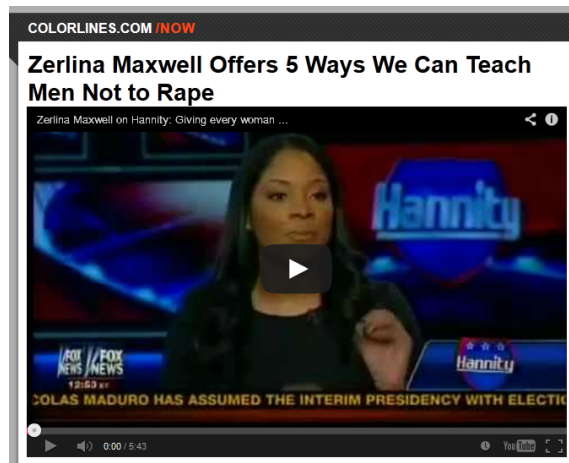 COLORLINES.COM /NOW
Zerlina Maxwell Offers 5 Ways We Can Teach
Men Not to Rape
Zerlina Maxwell on Hannity: Giving every woman ...
Hannity
FOX NEWS FOX NEWS
12:53 ET
Hannity
COLAS MADURO HAS ASSUMED THE INTERIM PRESIDENCY WITH ELECTIO
0:00 / 5:43
YouTube